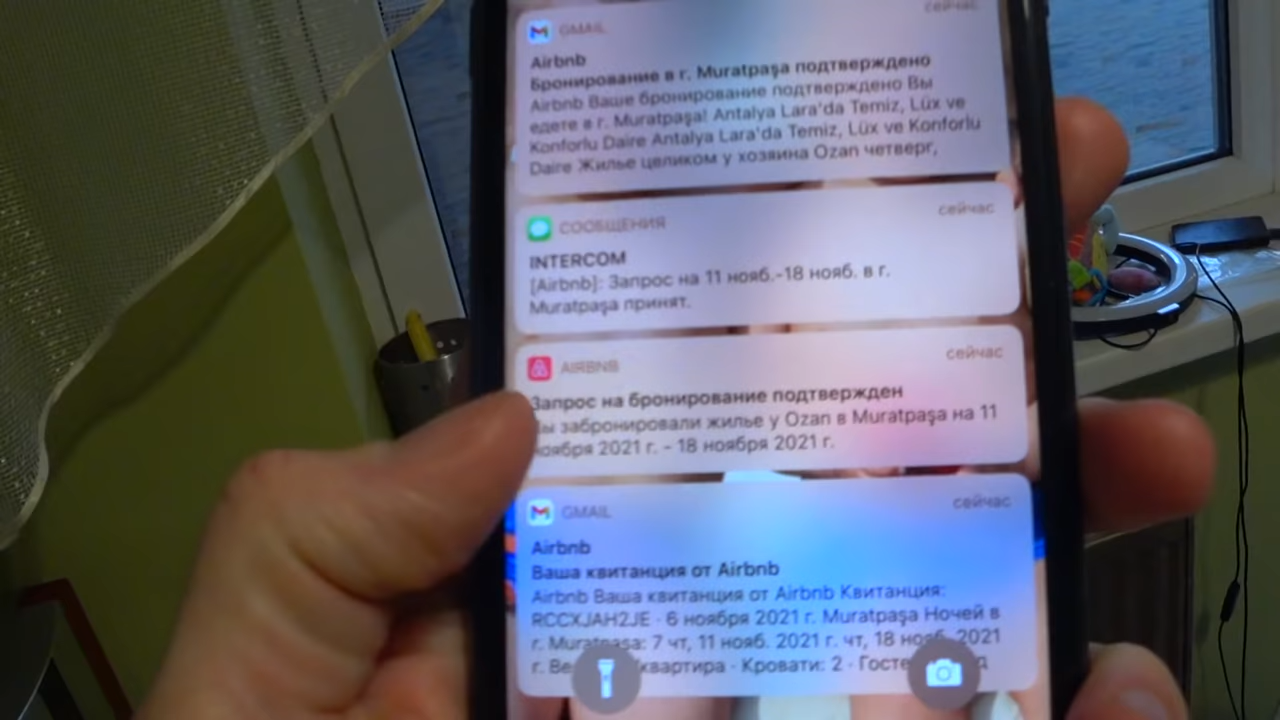 GMAIL
сейчас
Airbnb
Бронирование в г. Muratpaşa подтверждено
Airbnb Ваше бронирование подтверждено Вы
едете в г. Muratpaşa! Antalya Lara'da Temiz, Lüx ve
Konforlu Daire Antalya Lara'da Temiz, Lüx ve Konforlu
Daire Жилье целиком у хозяина Ozan четверг,
СООБЩЕНИЯ
сейчас
INTERCOM
[Airbnb]: Запрос на 11 нояб.-18 нояб. в г.
Muratpaşa принят.
AIRBNB
сейчас
Запрос на бронирование подтвержден
забронировали жилье у Ozan в Muratpaşa на 11
ноября 2021 г. - 18 ноября 2021 г.
GMAIL
сейчас
Airbnb
Ваша квитанция от Airbnb
Airbnb Ваша квитанция от Airbnb Квитанция:
RCCXJAH2JE - 6 ноября 2021 г. Muratpaşa Ночей в
г. Muratpaşa: 7 чт, 11 нояб. 2021 г. чт, 18 нояб. 2021
г. квартира · Кровати: 2 ·